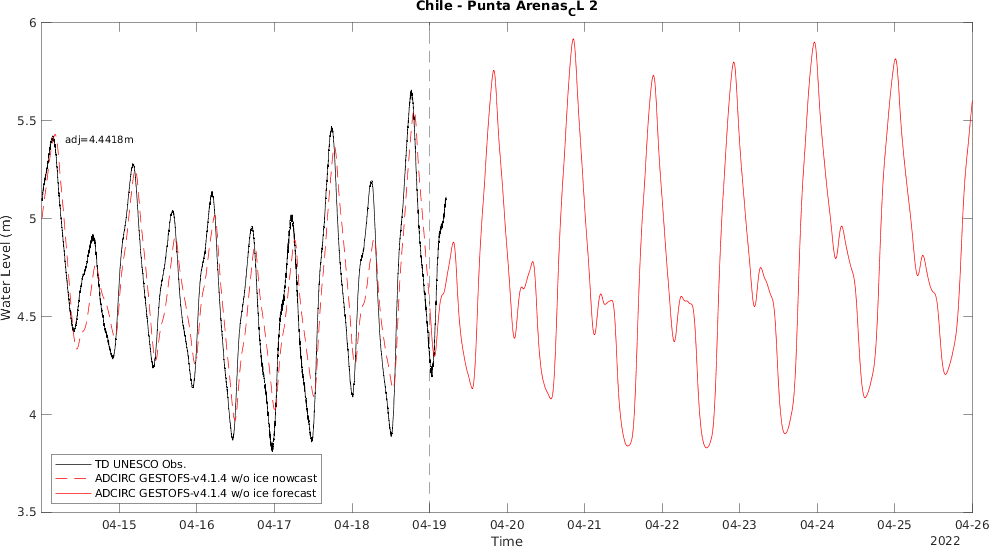 Chile - Punta Arenas_CL 2
6
5.5
5
4.5
4
3.5
Water Level (m)
adj=4.4418m
TD UNESCO Obs.
ADCIRC GESTOFS-v4.1.4 w/o ice nowcast
ADCIRC GESTOFS-v4.1.4 w/o ice forecast
04-15 04-16 04-17 04-18 04-19 04-20 04-21 04-22 04-23 04-24 04-25 04-26
Time
2022